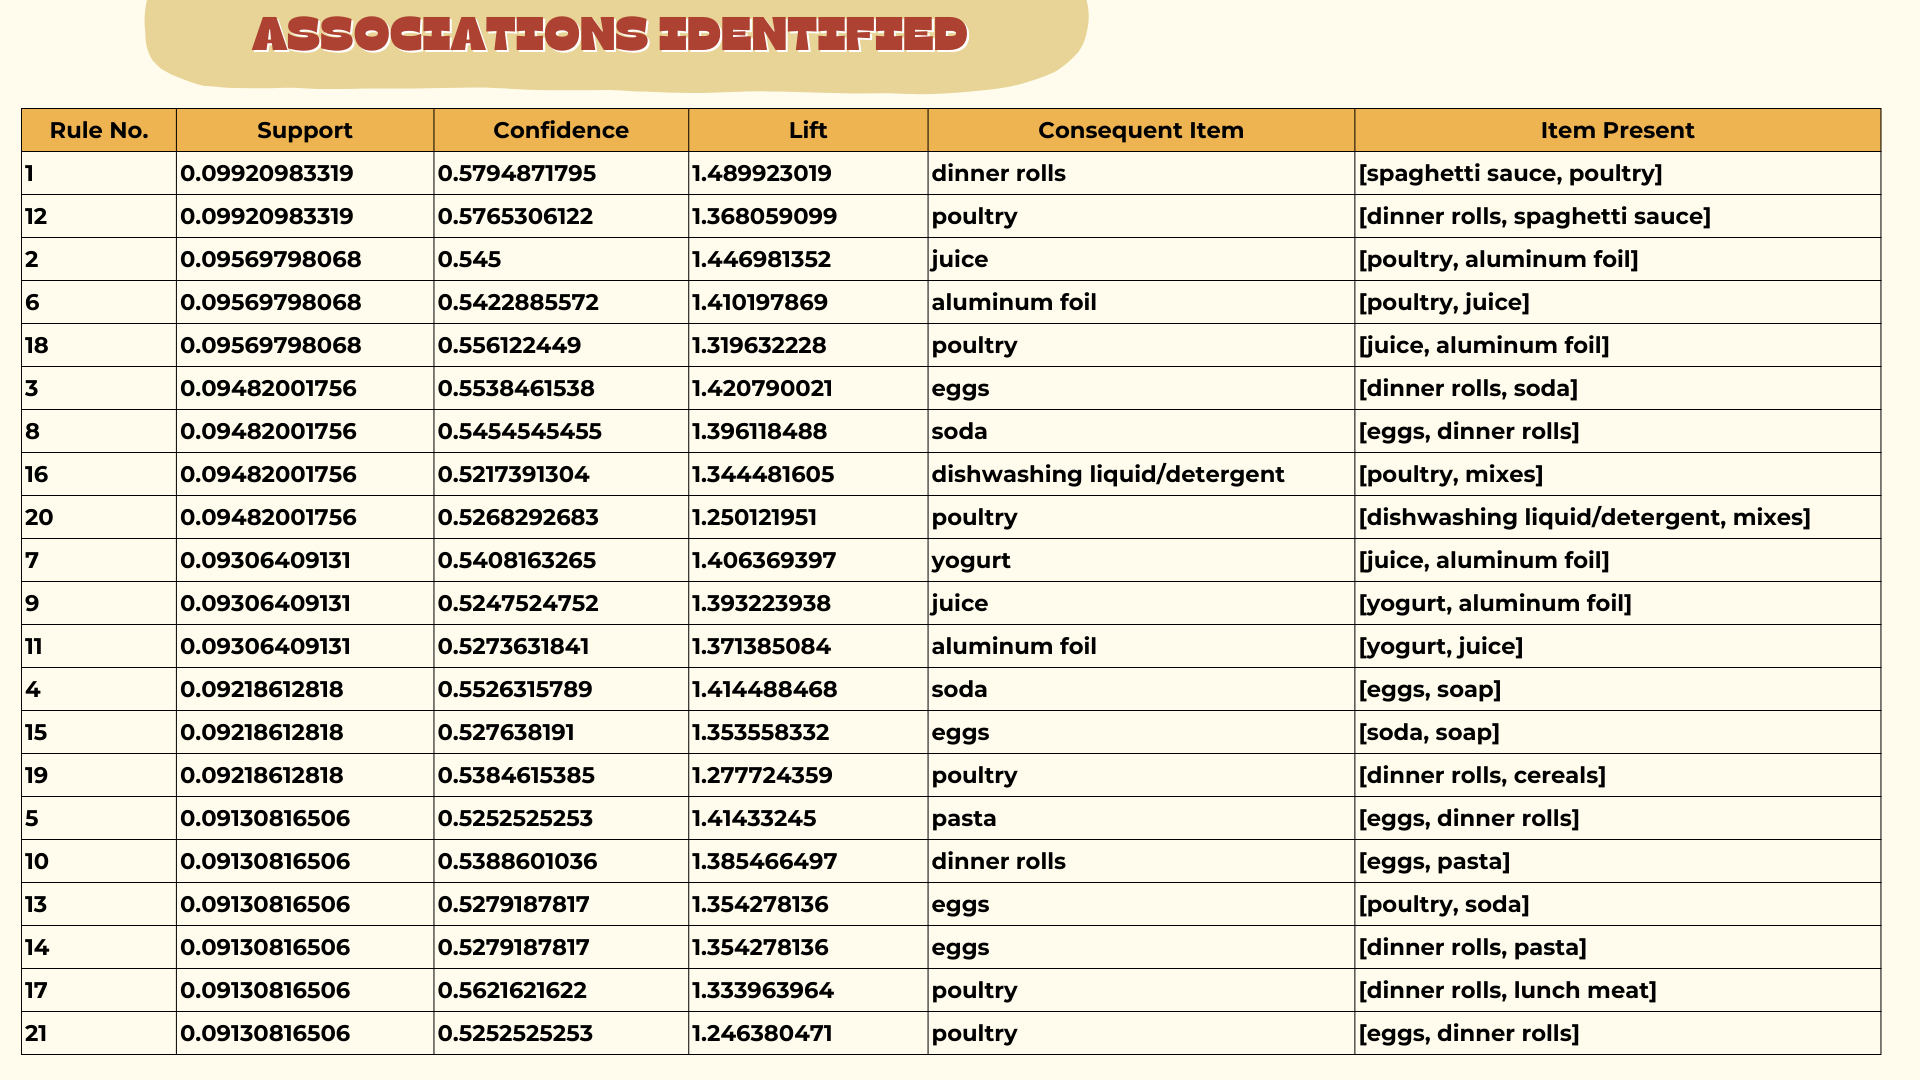 ASSOCIATIONS IDENTIFIED
Rule No. Support Confidence Lift Consequent Item Item Present
1 0.09920983319 0.5794871795 1.489923019 dinner rolls [spaghetti sauce, poultry]
12 0.09920983319 0.5765306122 1.368059099 poultry [dinner rolls, spaghetti sauce]
2 0.09569798068 0.545 1.446981352 juice [poultry, aluminum foil]
6 0.09569798068 0.5422885572 1.410197869 aluminum foil [poultry, juice]
18 0.09569798068 0.556122449 1.319632228 poultry [juice, aluminum foil]
3 0.09482001756 0.5538461538 1.420790021 eggs [dinner rolls, soda]
8 0.09482001756 0.5454545455 1.396118488 soda [eggs, dinner rolls]
16 0.09482001756 0.5217391304 1.344481605 dishwashing liquid/detergent [poultry, mixes]
20 0.09482001756 0.5268292683 1.250121951 poultry [dishwashing liquid/detergent, mixes]
7 0.09306409131 0.5408163265 1.406369397 yogurt [juice, aluminum foil]
9 0.09306409131 0.5247524752 1.393223938 juice [yogurt, aluminum foil]
11 0.09306409131 0.5273631841 1.371385084 aluminum foil [yogurt, juice]
4 0.09218612818 0.5526315789 1.414488468 soda [eggs, soap]
15 0.09218612818 0.527638191 1.353558332 eggs [soda, soap]
19 0.09218612818 0.5384615385 1.277724359 poultry [dinner rolls, cereals]
5 0.09130816506 0.5252525253 1.41433245 pasta [eggs, dinner rolls]
10 0.09130816506 0.5388601036 1.385466497 dinner rolls [eggs, pasta]
13 0.09130816506 0.5279187817 1.354278136 eggs [poultry, soda]
14 0.09130816506 0.5279187817 1.354278136 eggs [dinner rolls, pasta]
17 0.09130816506 0.5621621622 1.333963964 poultry [dinner rolls, lunch meat]
21 0.09130816506 0.5252525253 1.246380471 poultry [eggs, dinner rolls]